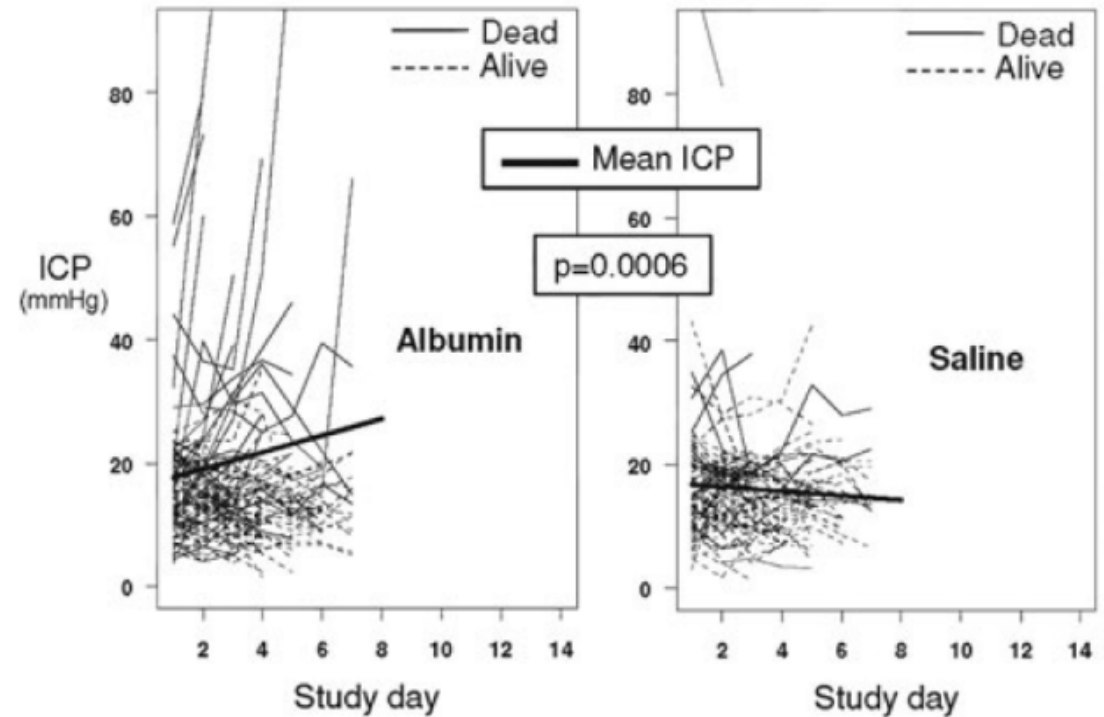 Dead
Alive
80
60
ICP
(mmHg)
40
Albumin
20
0
2 4 6 8 10 12 14
Study day
Mean ICP
p=0.0006
Dead
Alive
80
60
40
Saline
20
0
2 4 6 8 10 12 14
Study day